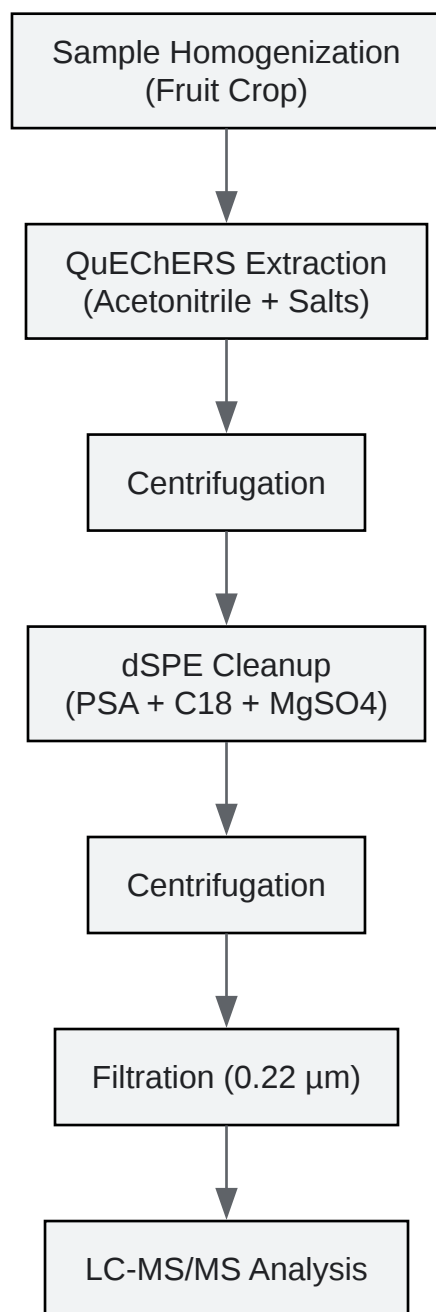 Sample Homogenization
(Fruit Crop)
QuEChERS Extraction
(Acetonitrile + Salts)
Centrifugation
dSPE Cleanup
(PSA + C18 + MgSO4)
Centrifugation
Filtration (0.22 µm)
LC-MS/MS Analysis